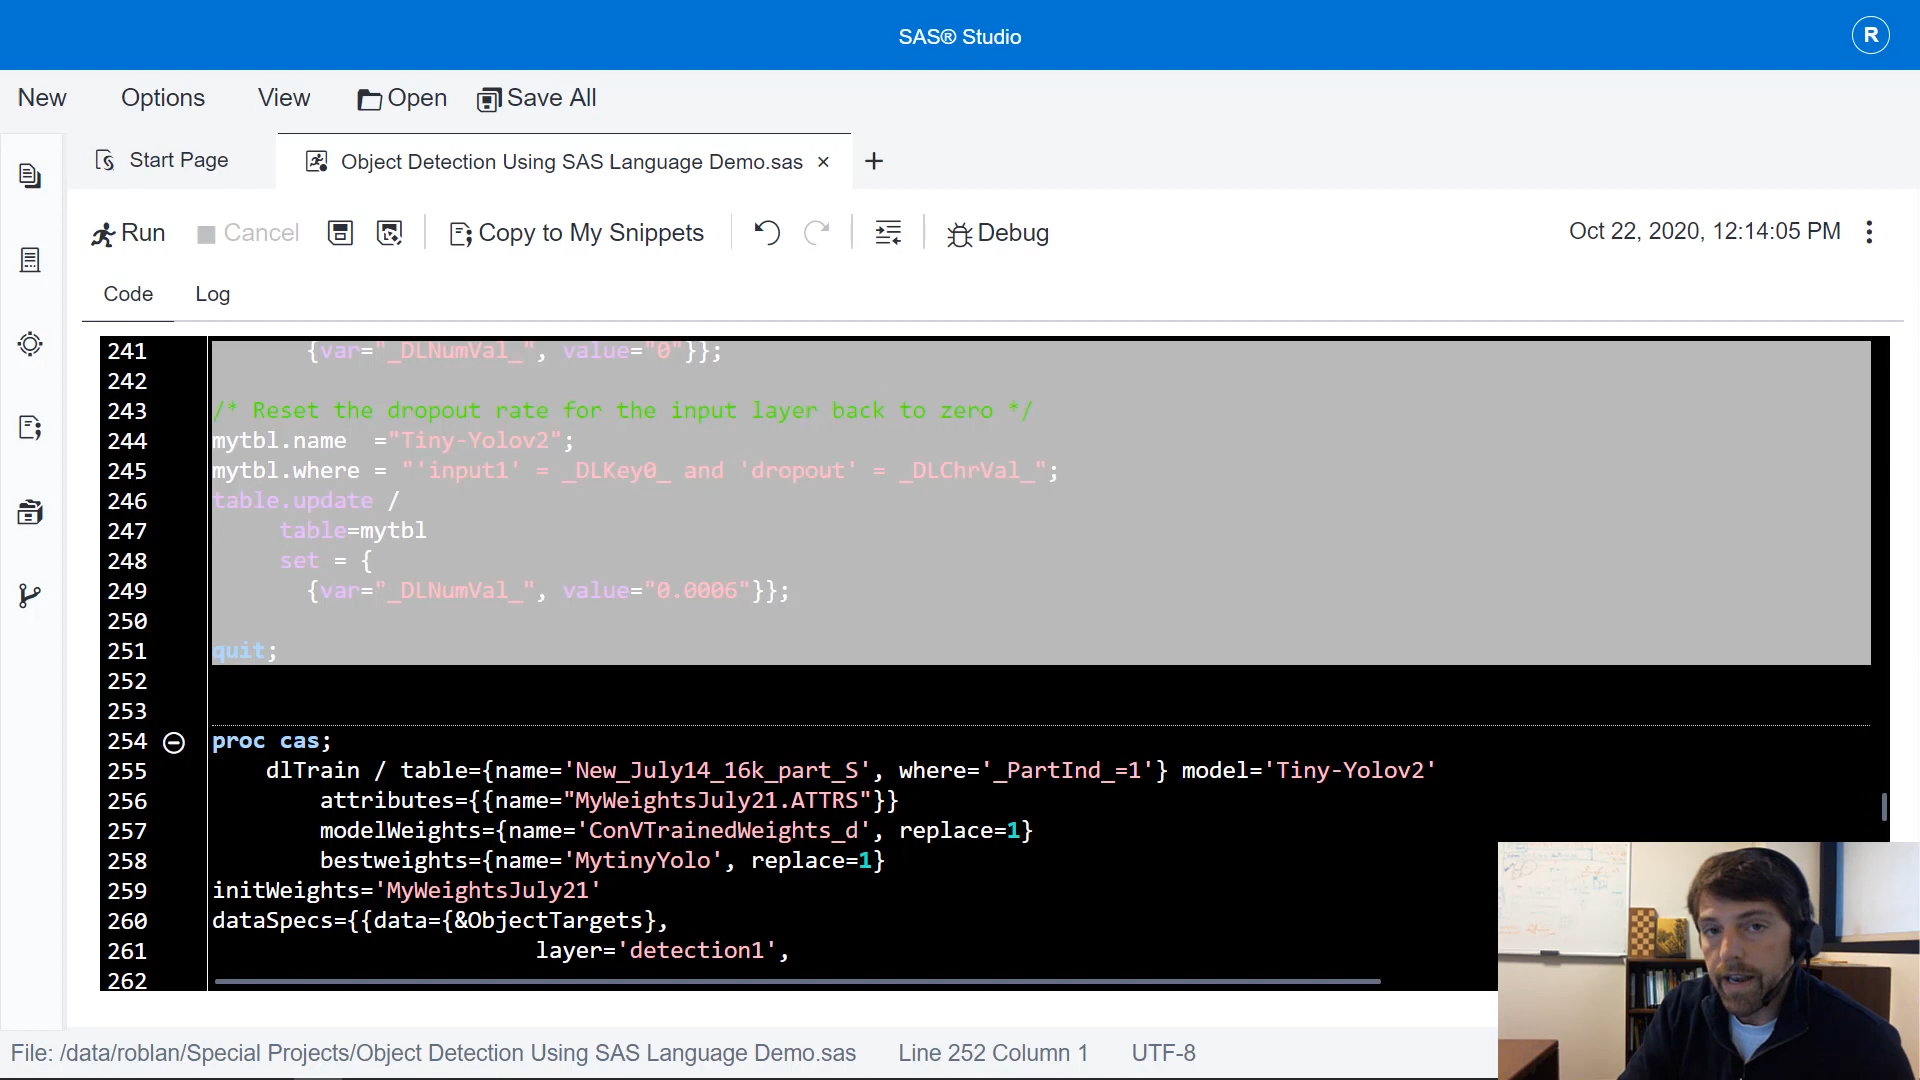 SAS® Studio
R
New
Options
View
Open
Save All
Start Page
Object Detection Using SAS Language Demo.sas
Run
Cancel
Copy to My Snippets
Debug
Oct 22, 2020, 12:14:05 PM
Code
Log
241 {var="_DLNumVal_", value="0"}};
242
243 /* Reset the dropout rate for the input layer back to zero */
244 mytbl.name  ="Tiny-Yolov2";
245 mytbl.where = "'input1' = _DLKey0_ and 'dropout' = _DLChrVal_";
246 table.update /
247 table=mytbl
248 set = {
249 {var="_DLNumVal_", value="0.0006"}};
250
251 quit;
252
253
254 proc cas;
255 dlTrain / table={name='New_July14_16k_part_S', where='_PartInd_=1'} model='Tiny-Yolov2'
256 attributes={{name="MyWeightsJuly21.ATTRS"}}
257 modelWeights={name='ConVTrainedWeights_d', replace=1}
258 bestweights={name='MytinyYolo', replace=1}
259 initWeights='MyWeightsJuly21'
260 dataSpecs={{data={&ObjectTargets},
261 layer='detection1',
262
File: /data/roblan/Special Projects/Object Detection Using SAS Language Demo.sas
Line 252 Column 1
UTF-8